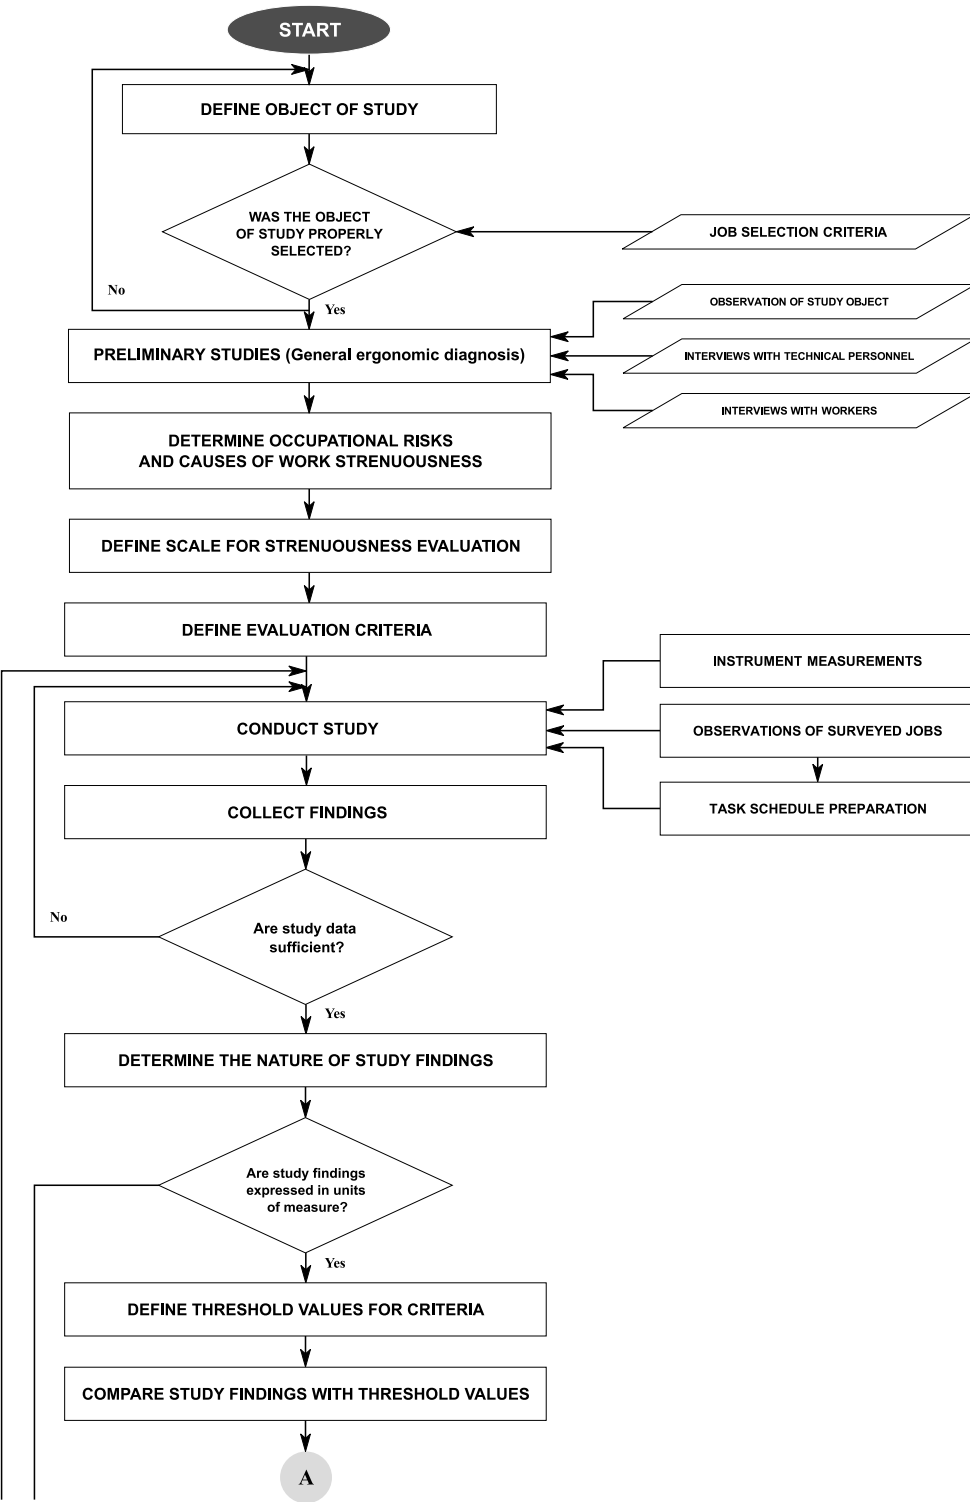 START
DEFINE OBJECT OF STUDY
WAS THE OBJECT
OF STUDY PROPERLY
SELECTED?
JOB SELECTION CRITERIA
No
Yes
OBSERVATION OF STUDY OBJECT
PRELIMINARY STUDIES (General ergonomic diagnosis)
INTERVIEWS WITH TECHNICAL PERSONNEL
INTERVIEWS WITH WORKERS
DETERMINE OCCUPATIONAL RISKS
AND CAUSES OF WORK STRENUOUSNESS
DEFINE SCALE FOR STRENUOUSNESS EVALUATION
DEFINE EVALUATION CRITERIA
INSTRUMENT MEASUREMENTS
CONDUCT STUDY
OBSERVATIONS OF SURVEYED JOBS
COLLECT FINDINGS
TASK SCHEDULE PREPARATION
No
Are study data
sufficient?
Yes
DETERMINE THE NATURE OF STUDY FINDINGS
Are study findings
expressed in units
of measure?
Yes
DEFINE THRESHOLD VALUES FOR CRITERIA
COMPARE STUDY FINDINGS WITH THRESHOLD VALUES
A